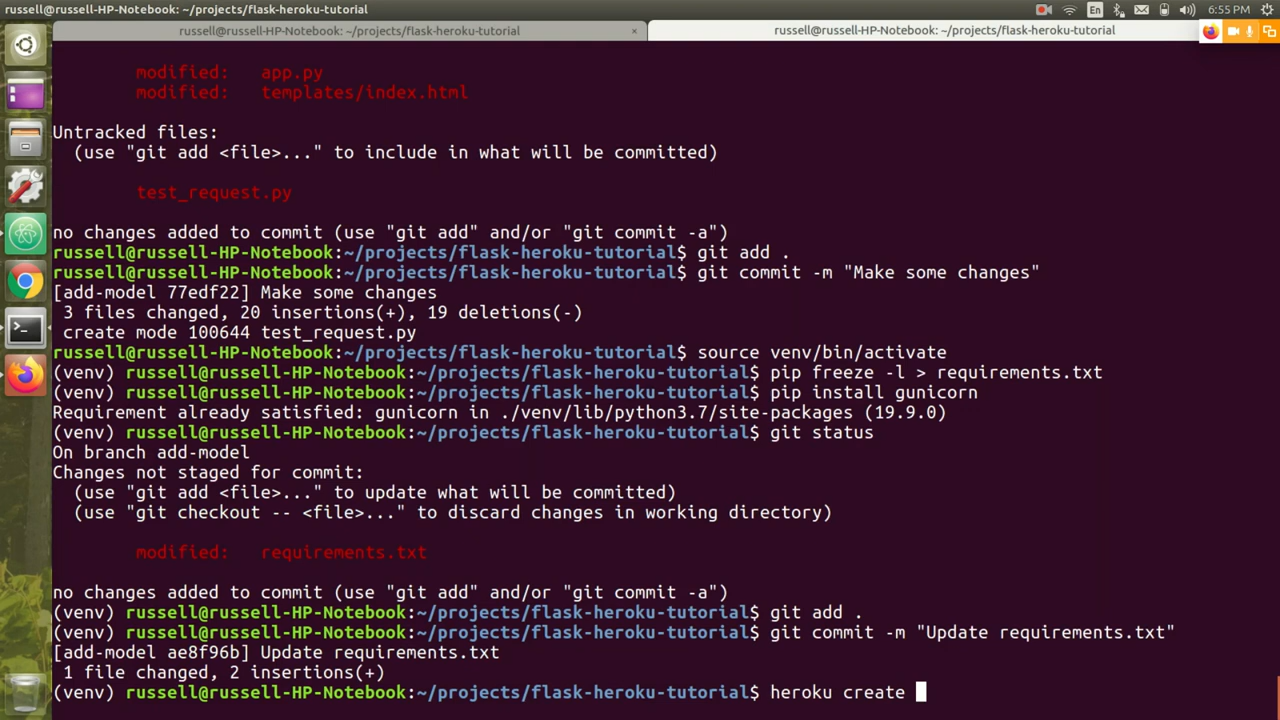 russell@russell-HP-Notebook: ~/projects/flask-heroku-tutorial
En
6:55 PM
russell@russell-HP-Notebook: ~/projects/flask-heroku-tutorial ×
russell@russell-HP-Notebook: ~/projects/flask-heroku-tutorial
modified: app.py
modified: templates/index.html
Untracked files:
(use "git add <file>..." to include in what will be committed)
test_request.py
no changes added to commit (use "git add" and/or "git commit -a")
russell@russell-HP-Notebook:~/projects/flask-heroku-tutorial$ git add .
russell@russell-HP-Notebook:~/projects/flask-heroku-tutorial$ git commit -m "Make some changes"
[add-model 77edf22] Make some changes
3 files changed, 20 insertions(+), 19 deletions(-)
create mode 100644 test_request.py
russell@russell-HP-Notebook:~/projects/flask-heroku-tutorial$ source venv/bin/activate
(venv) russell@russell-HP-Notebook:~/projects/flask-heroku-tutorial$ pip freeze -l > requirements.txt
(venv) russell@russell-HP-Notebook:~/projects/flask-heroku-tutorial$ pip install gunicorn
Requirement already satisfied: gunicorn in ./venv/lib/python3.7/site-packages (19.9.0)
(venv) russell@russell-HP-Notebook:~/projects/flask-heroku-tutorial$ git status
On branch add-model
Changes not staged for commit:
(use "git add <file>..." to update what will be committed)
(use "git checkout -- <file>..." to discard changes in working directory)
modified: requirements.txt
no changes added to commit (use "git add" and/or "git commit -a")
(venv) russell@russell-HP-Notebook:~/projects/flask-heroku-tutorial$ git add .
(venv) russell@russell-HP-Notebook:~/projects/flask-heroku-tutorial$ git commit -m "Update requirements.txt"
[add-model ae8f96b] Update requirements.txt
1 file changed, 2 insertions(+)
(venv) russell@russell-HP-Notebook:~/projects/flask-heroku-tutorial$ heroku create